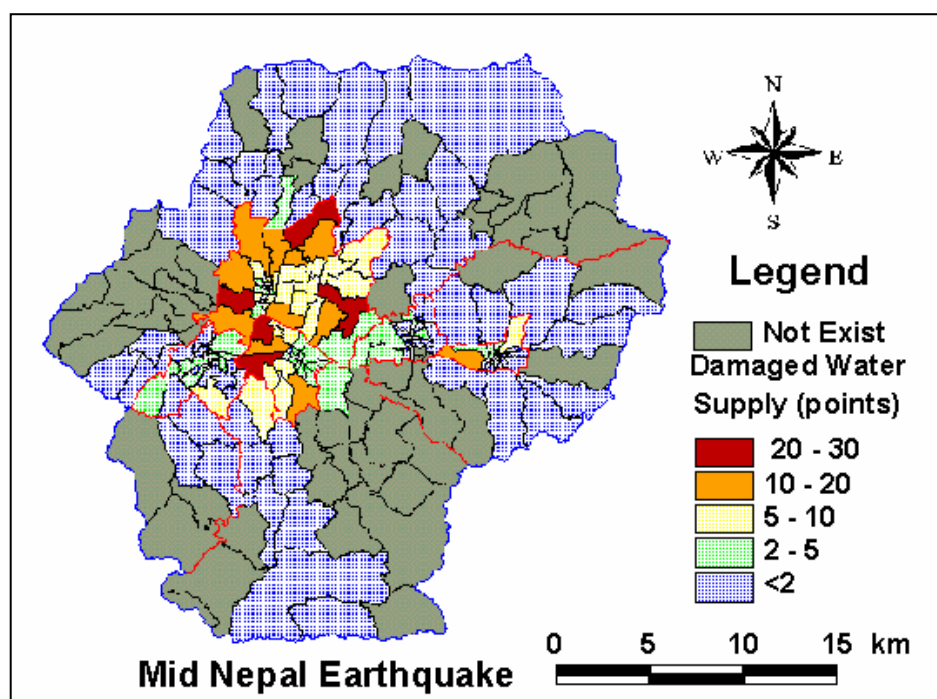 N
W E
S
Legend
Not Exist
Damaged Water
Supply (points)
20 - 30
10 - 20
5 - 10
2 - 5
<2
0 5 10 15 km
Mid Nepal Earthquake